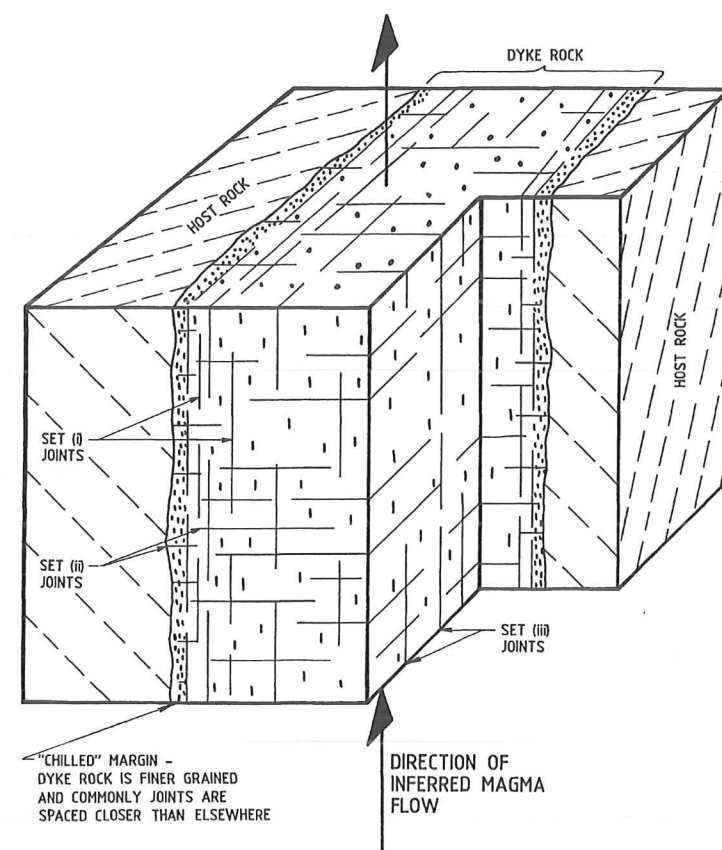 DYKE ROCK
HOST ROCK
HOST ROCK
SET (i)
JOINTS
SET (ii)
JOINTS
SET (iii)
JOINTS
"CHILLED" MARGIN –
DYKE ROCK IS FINER GRAINED
AND COMMONLY JOINTS ARE
SPACED CLOSER THAN ELSEWHERE
DIRECTION OF
INFERRED MAGMA
FLOW